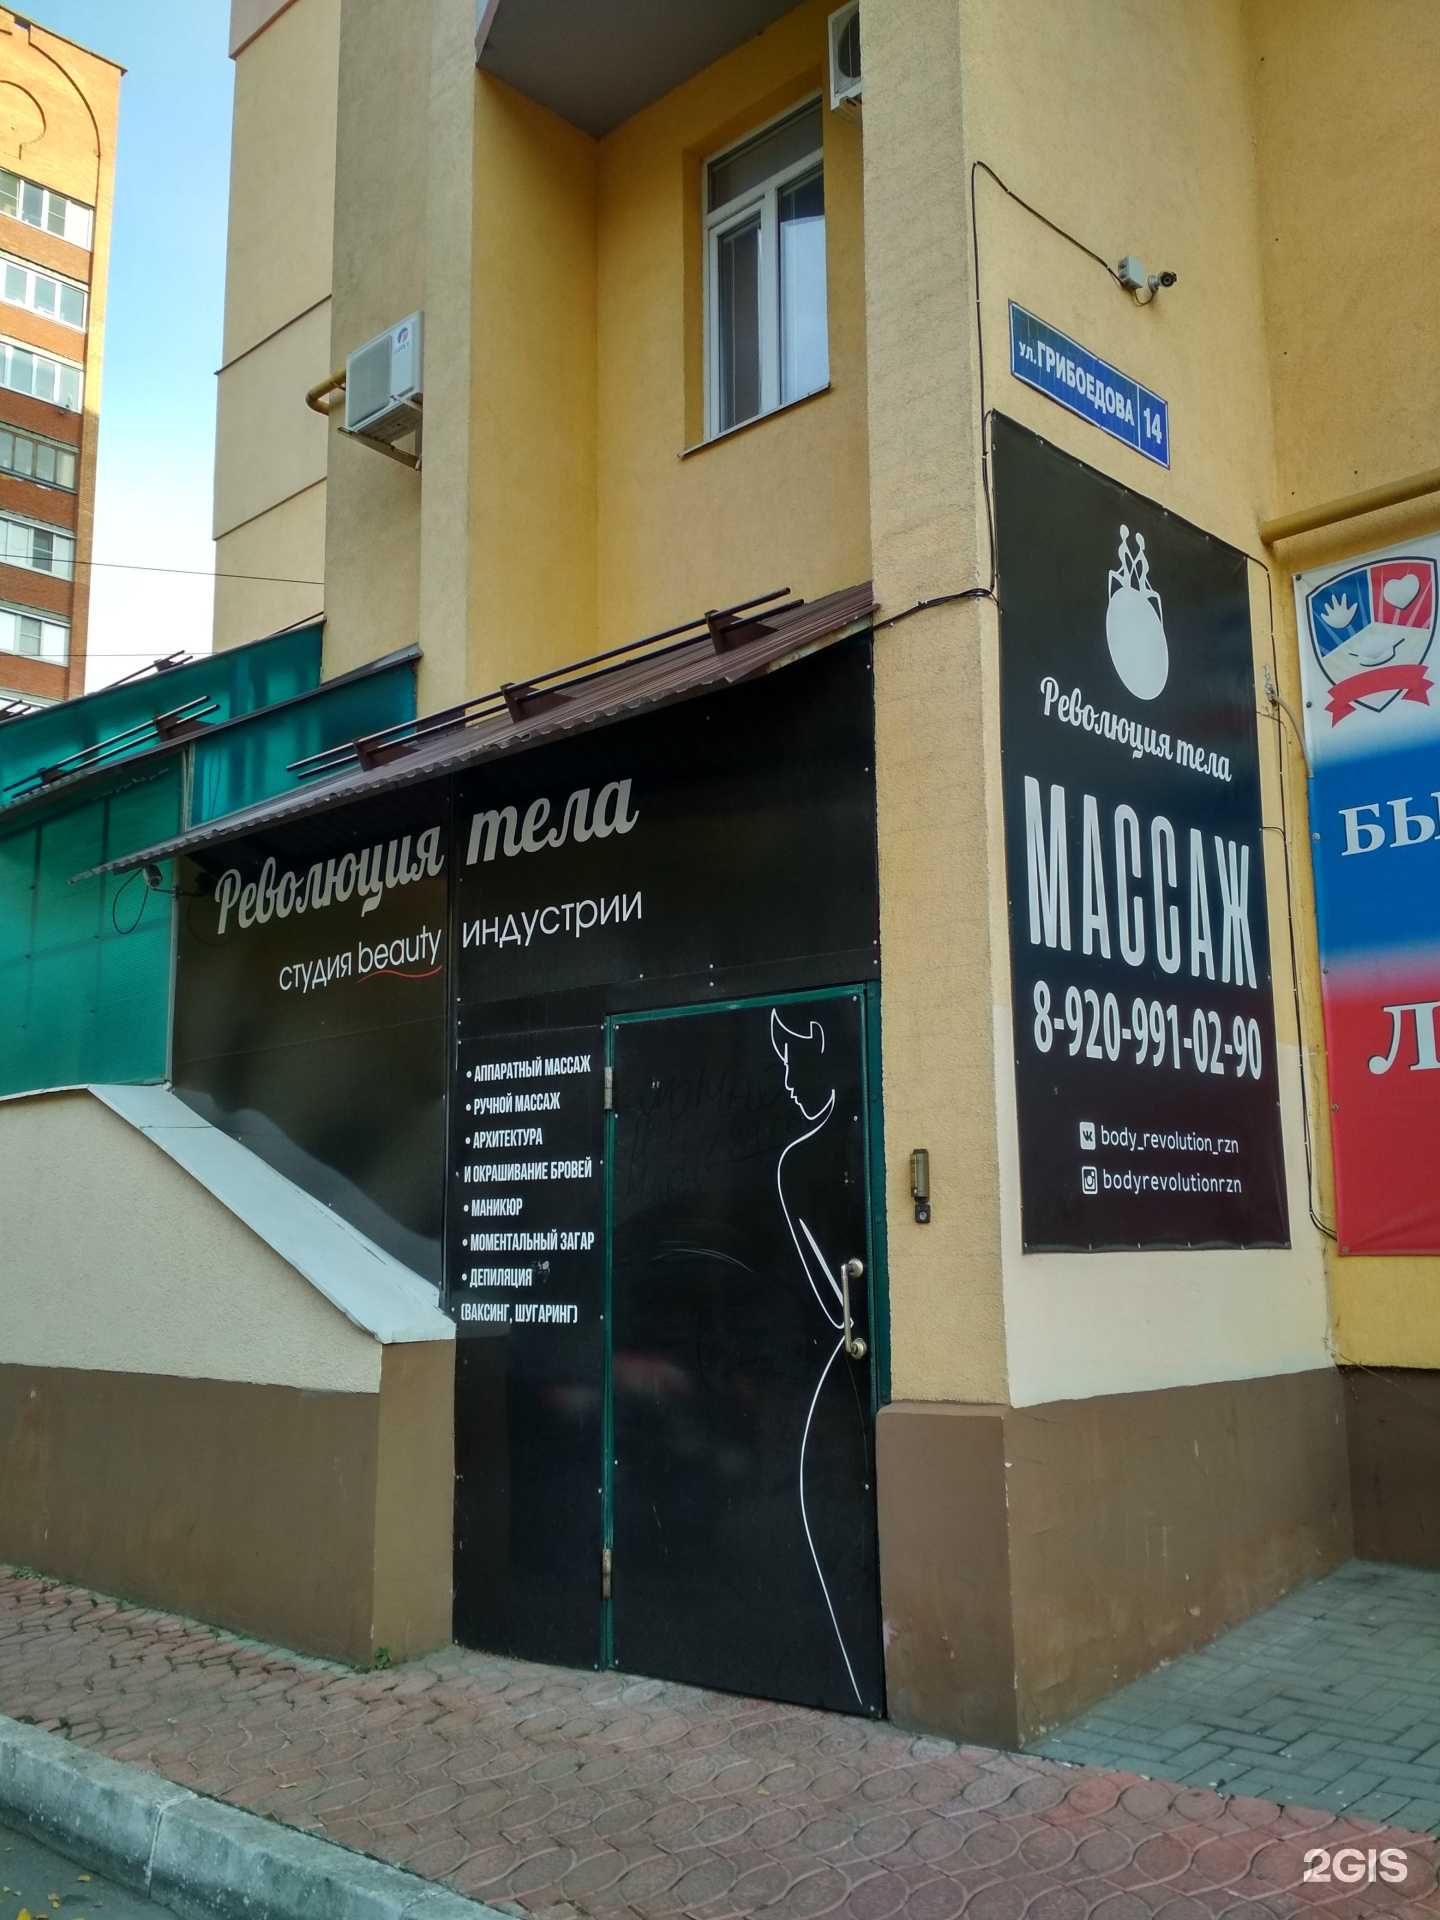 ул. ГРИБОЕДОВА 14
Революция тела
студия beauty индустрии
• АППАРАТНЫЙ МАССАЖ
• РУЧНОЙ МАССАЖ
• АРХИТЕКТУРА
И ОКРАШИВАНИЕ БРОВЕЙ
• МАНИКЮР
• МОМЕНТАЛЬНЫЙ ЗАГАР
• ДЕПИЛЯЦИЯ
(ВАКСИНГ, ШУГАРИНГ)
Революция тела
МАССАЖ
8-920-991-02-90
body_revolution_rzn
bodyrevolutionrzn
БЫ
Л
2GIS